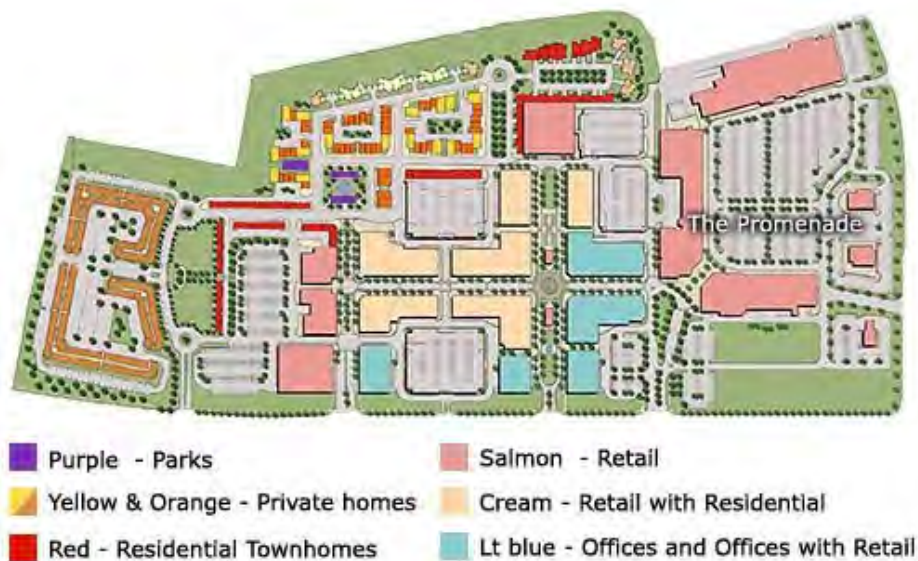 The Promenade
Purple - Parks
Salmon - Retail
Yellow & Orange - Private homes
Cream - Retail with Residential
Red - Residential Townhomes
Lt blue - Offices and Offices with Retail